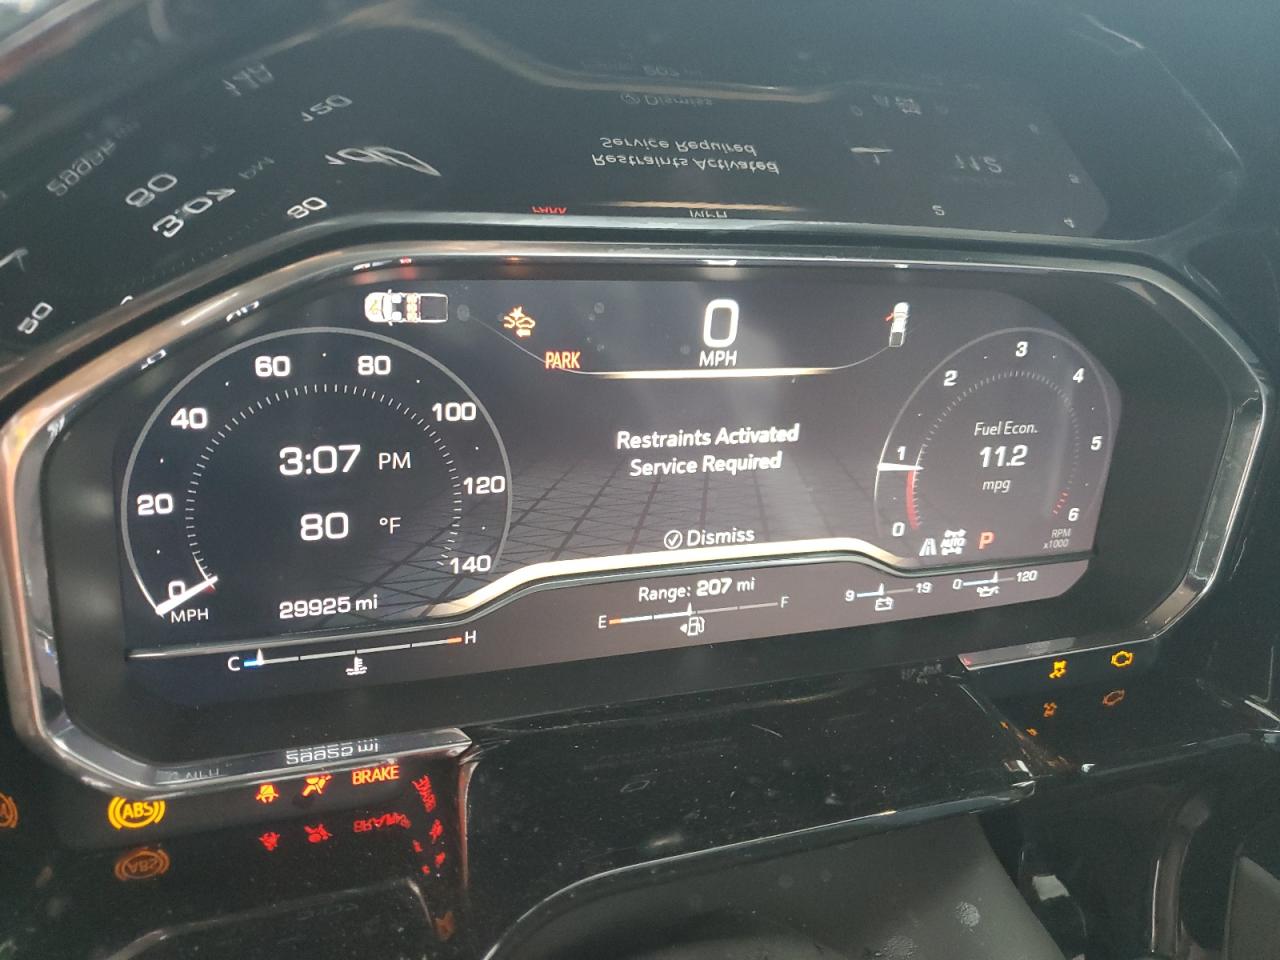 0
MPH
PARK
Restraints Activated
Service Required
Dismiss
0
20
40
60
80
100
120
140
MPH
3:07 PM
80 °F
29925 mi
C
H
Range: 207 mi
E
F
9
19
0
120
0
1
2
3
4
5
6
RPM
x1000
Fuel Econ.
11.2
mpg
AUTO
P
ABS
BRAKE